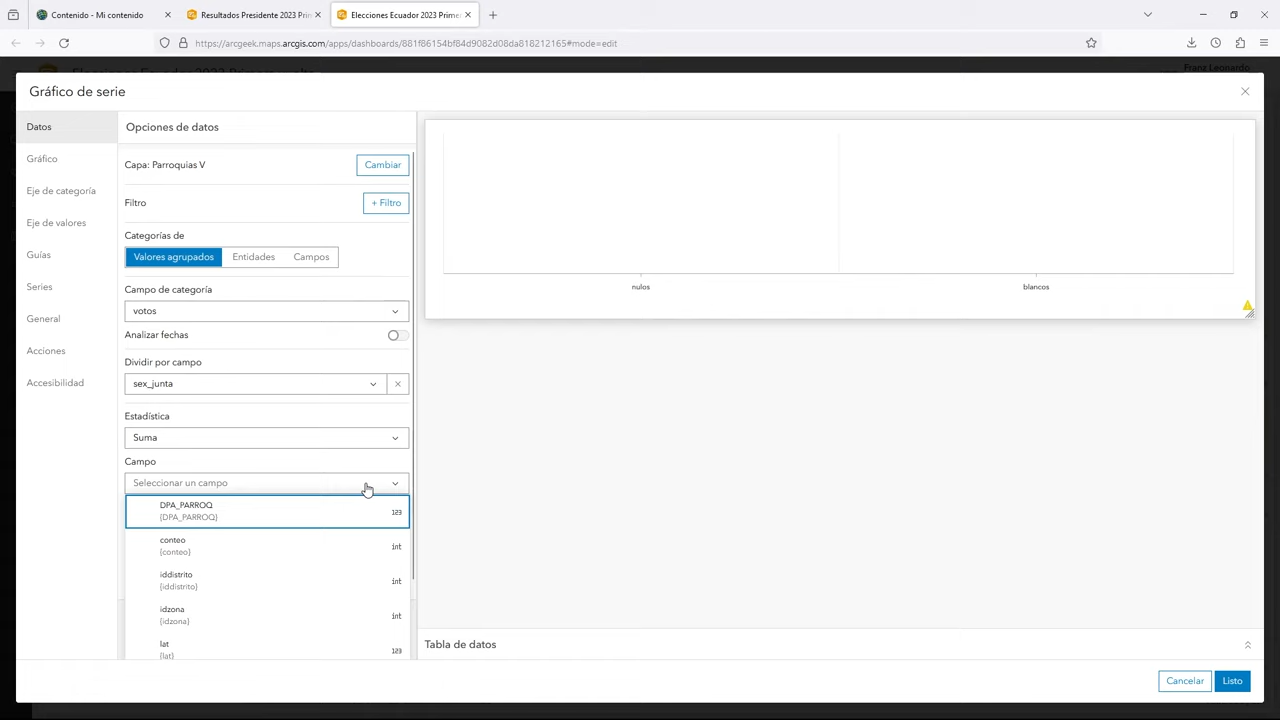 Contenido - Mi contenido
Resultados Presidente 2023 Prim
Elecciones Ecuador 2023 Primer
https://arcgeek.maps.arcgis.com/apps/dashboards/881f86154bf84d9082d08da818212165#mode=edit
Franz Leonardo
Gráfico de serie
Datos
Gráfico
Eje de categoría
Eje de valores
Guías
Series
General
Acciones
Accesibilidad
Opciones de datos
Capa: Parroquias V
Cambiar
Filtro
+ Filtro
Categorías de
Valores agrupados
Entidades
Campos
Campo de categoría
votos
Analizar fechas
Dividir por campo
sex_junta
Estadística
Suma
Campo
Seleccionar un campo
DPA_PARROQ
{DPA_PARROQ}
123
conteo
{conteo}
int
iddistrito
{iddistrito}
int
idzona
{idzona}
int
lat
{lat}
123
nulos
blancos
Tabla de datos
Cancelar
Listo